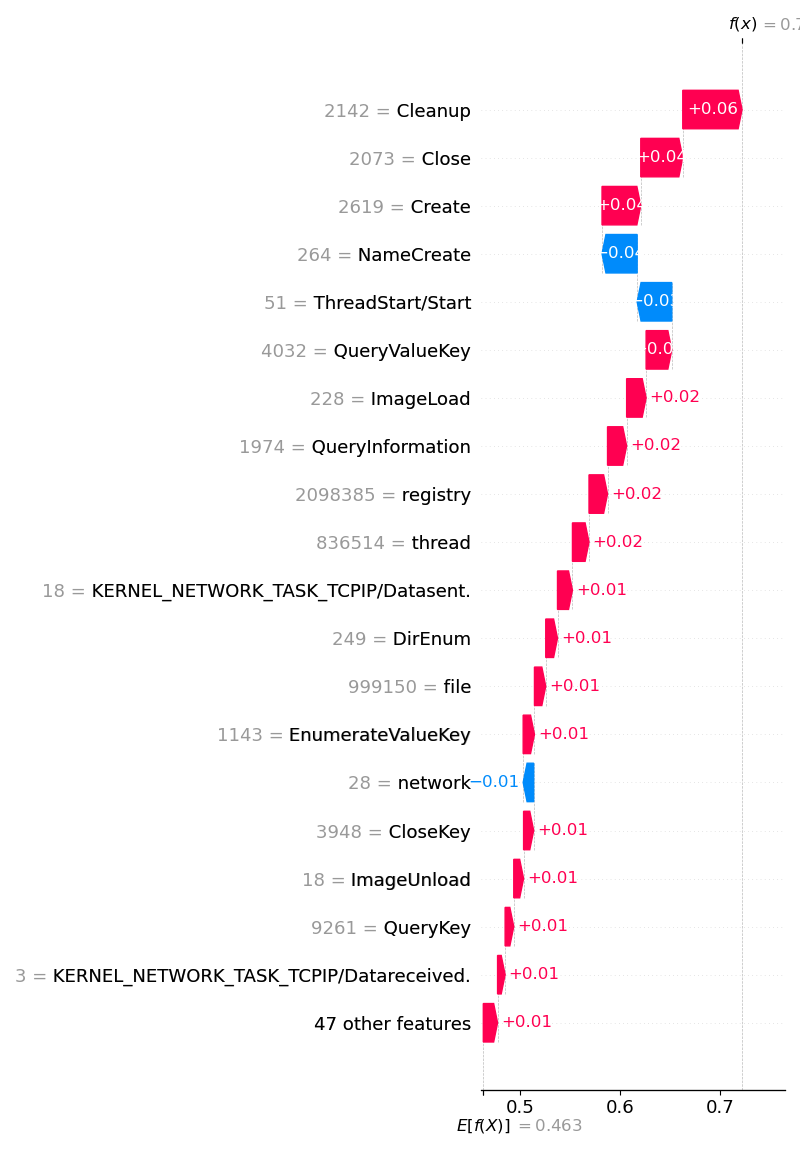 f(x) = 0.7
2142 = Cleanup +0.06
2073 = Close +0.04
2619 = Create +0.04
264 = NameCreate −0.04
51 = ThreadStart/Start −0.03
4032 = QueryValueKey +0.0
228 = ImageLoad +0.02
1974 = QueryInformation +0.02
2098385 = registry +0.02
836514 = thread +0.02
18 = KERNEL_NETWORK_TASK_TCPIP/Datasent. +0.01
249 = DirEnum +0.01
999150 = file +0.01
1143 = EnumerateValueKey +0.01
28 = network −0.01
3948 = CloseKey +0.01
18 = ImageUnload +0.01
9261 = QueryKey +0.01
3 = KERNEL_NETWORK_TASK_TCPIP/Datareceived. +0.01
47 other features +0.01
0.5 0.6 0.7
E[f(X)] = 0.463